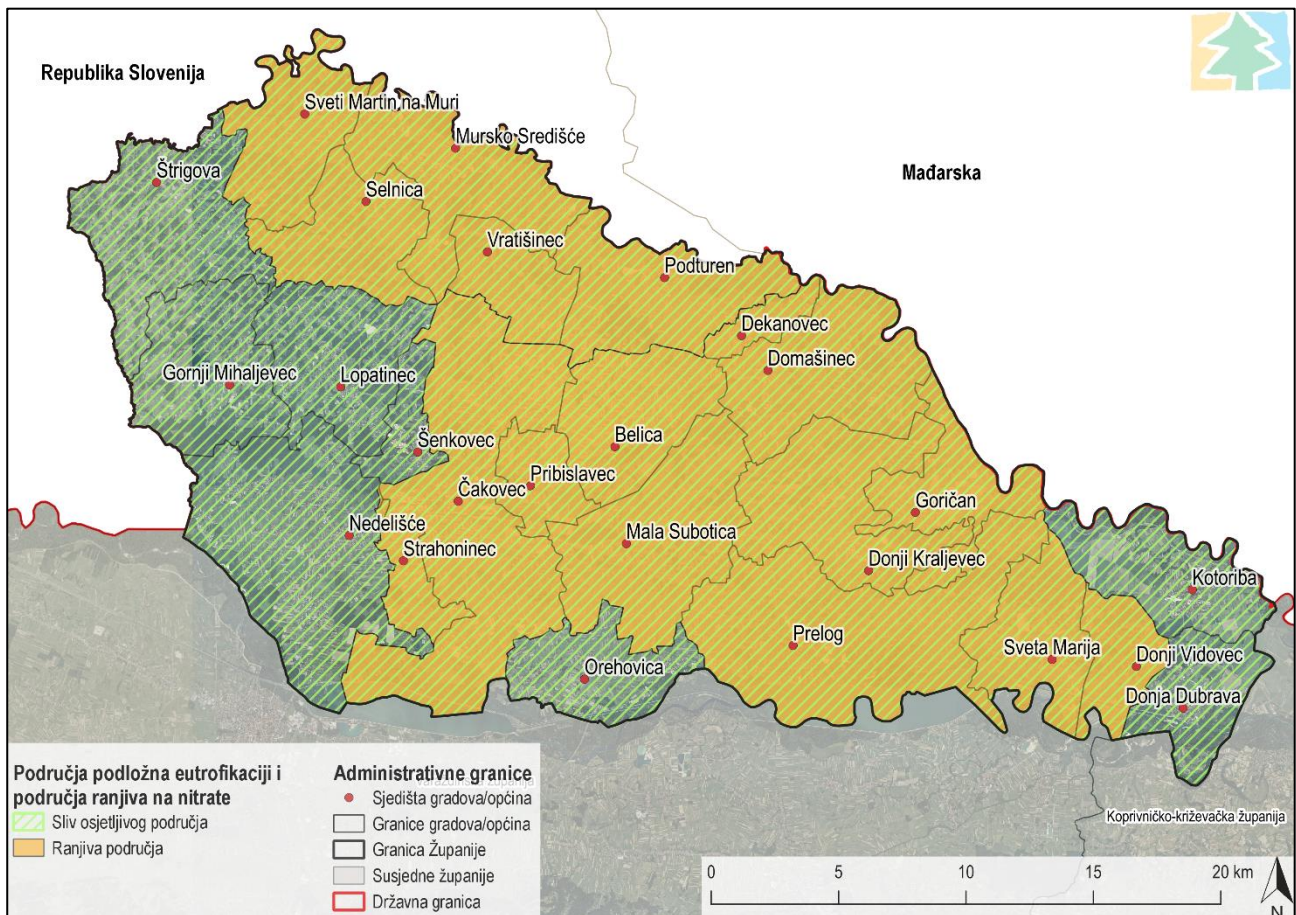 Republika Slovenija
Sveti Martin na Muri
Mursko Središće
Mađarska
Štrigova
Selnica
Vratišinec
Podturen
Dekanovec
Domašinec
Gornji Mihaljevec
Lopatinec
Šenkovec
Belica
Pribislavec
Čakovec
Goričan
Nedelišće
Mala Subotica
Strahoninec
Donji Kraljevec
Kotoriba
Prelog
Sveta Marija
Donji Vidovec
Orehovica
Donja Dubrava
Područja podložna eutrofikaciji i
područja ranjiva na nitrate
Sliv osjetljivog područja
Ranjiva područja
Administrativne granice
Sjedišta gradova/općina
Granice gradova/općina
Granica Županije
Susjedne županije
Državna granica
Koprivničko-križevačka županija
0 5 10 15 20 km
N